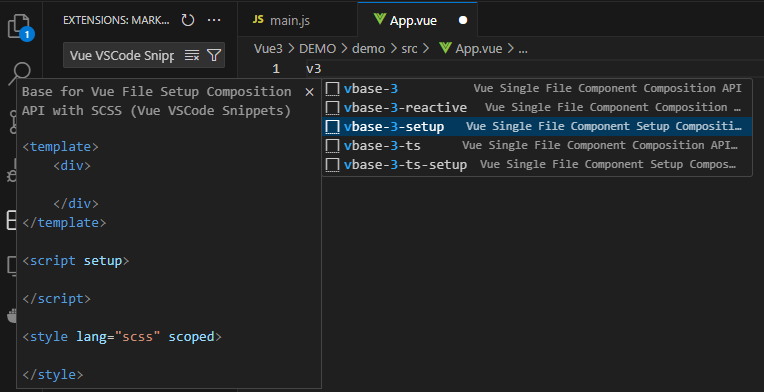 EXTENSIONS: MARK...
main.js
App.vue
1
Vue VSCode Snipp
Vue3 > DEMO > demo > src > App.vue > ...
1 v3
Base for Vue File Setup Composition
API with SCSS (Vue VSCode Snippets)
<template>
<div>
</div>
</template>
<script setup>
</script>
<style lang="scss" scoped>
</style>
vbase-3 Vue Single File Component Composition API
vbase-3-reactive Vue Single File Component Composition …
vbase-3-setup Vue Single File Component Setup Compositi…
vbase-3-ts Vue Single File Component Composition API…
vbase-3-ts-setup Vue Single File Component Setup Compos…